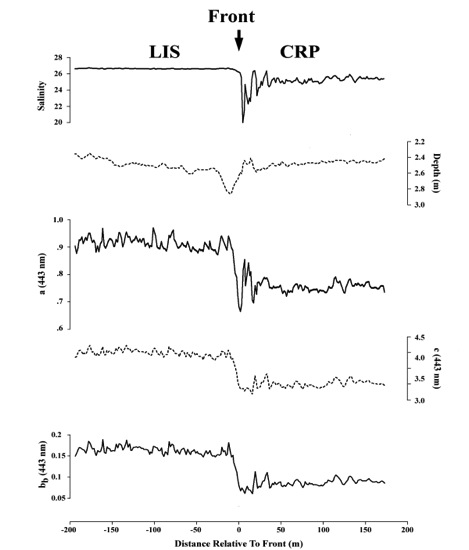 Front
LIS CRP
28
26
24
22
20
Salinity
2.2
2.4
2.6
2.8
3.0
Depth (m)
1.0
.9
.8
.7
.6
a (443 nm)
4.5
4.0
3.5
3.0
c (443 nm)
0.2
0.15
0.1
0.05
bb (443 nm)
-200 -150 -100 -50 0 50 100 150 200
Distance Relative To Front (m)